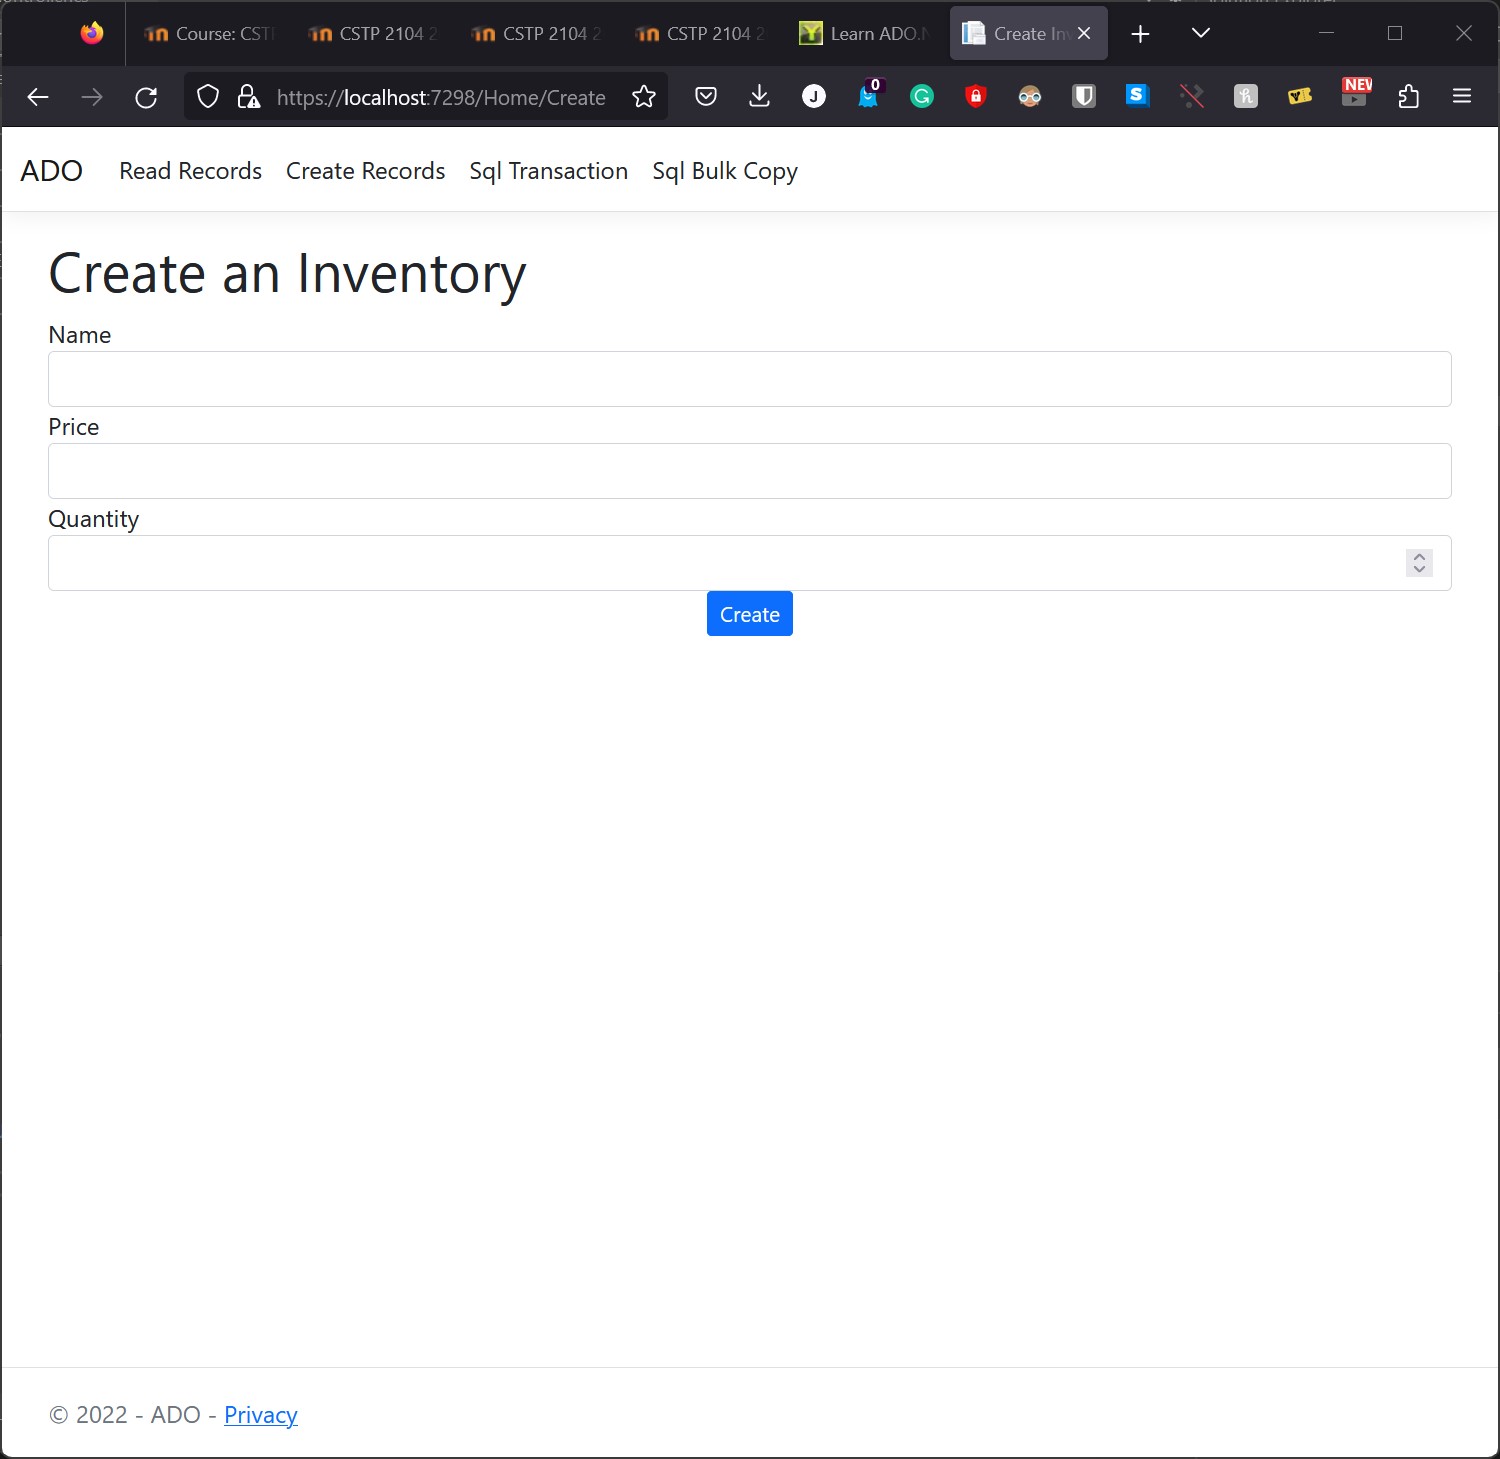 Course: CSTP
CSTP 2104 2
CSTP 2104 2
CSTP 2104 2
Learn ADO.N
Create Inv
https://localhost:7298/Home/Create
J
0
G
S
h
NEW
ADO
Read Records
Create Records
Sql Transaction
Sql Bulk Copy
Create an Inventory
Name
Price
Quantity
Create
© 2022 - ADO - Privacy